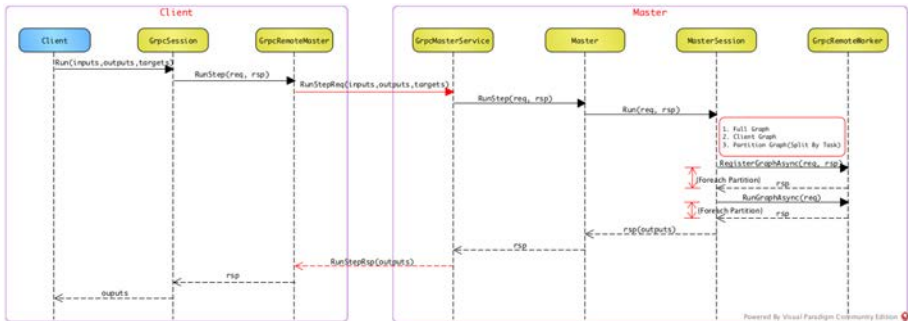 Client
Master
Client
GrpcSession
GrpcRemoteMaster
GrpcMasterService
Master
MasterSession
GrpcRemoteWorker
Run(inputs,outputs,targets)
RunStep(req, rsp)
RunStepReq(inputs,outputs,targets)
RunStep(req, rsp)
Run(req, rsp)
1. Full Graph
2. Client Graph
3. Partition Graph(Split By Task)
RegisterGraphAsync(req, rsp)
(Foreach Partition)
rsp
RunGraphAsync(req)
(Foreach Partition)
rsp
rsp(outputs)
rsp
RunStepRsp(outputs)
rsp
ouputs
Powered By Visual Paradigm Community Edition